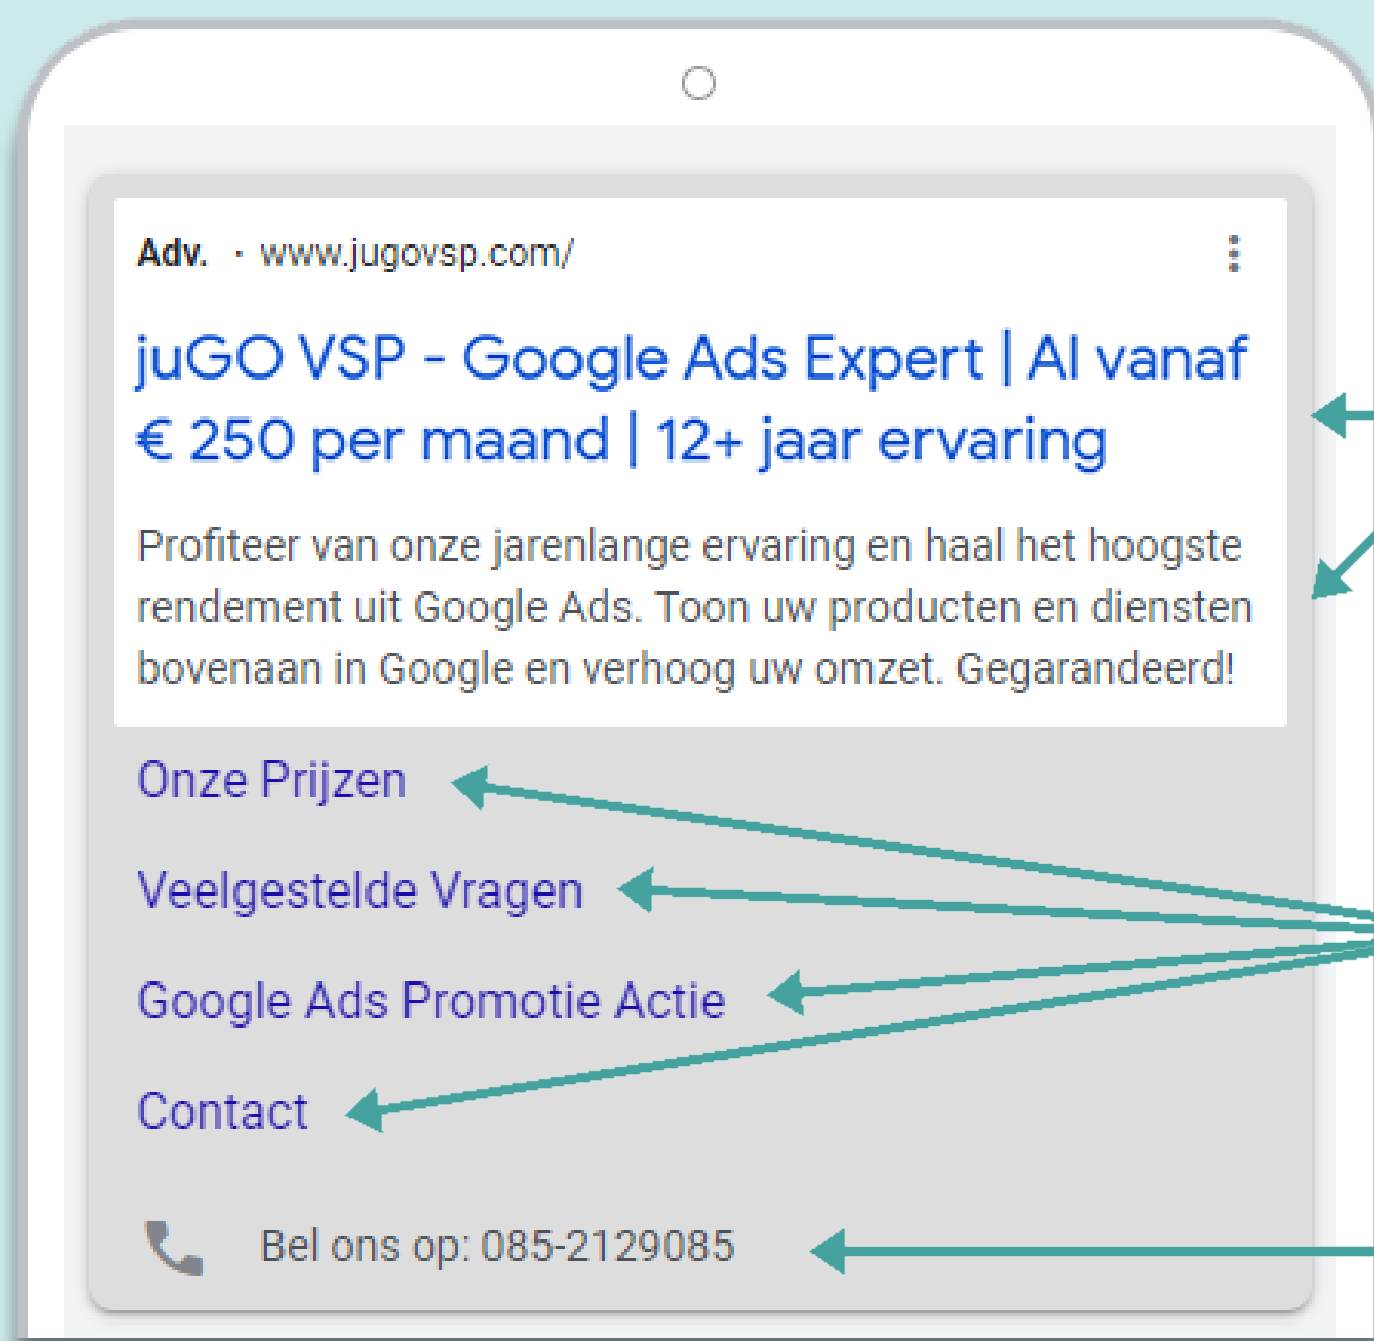 Adv. · www.jugovsp.com/
juGO VSP - Google Ads Expert | AI vanaf
€ 250 per maand | 12+ jaar ervaring
Profiteer van onze jarenlange ervaring en haal het hoogste
rendement uit Google Ads. Toon uw producten en diensten
bovenaan in Google en verhoog uw omzet. Gegarandeerd!
Onze Prijzen
Veelgestelde Vragen
Google Ads Promotie Actie
Contact
Bel ons op: 085-2129085